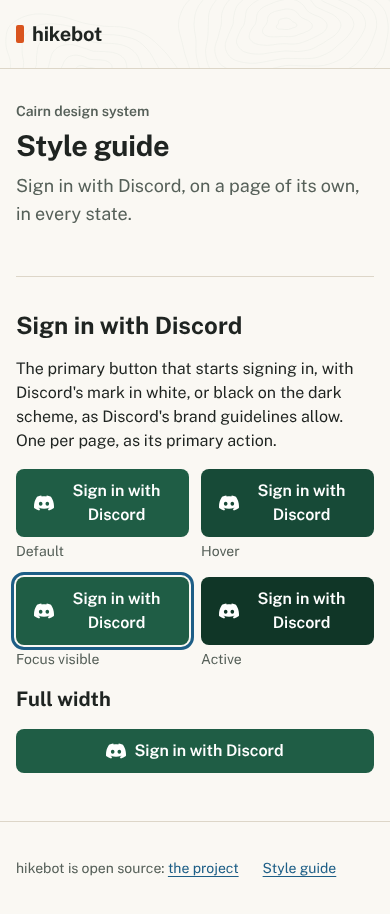 hikebot
Cairn design system
Style guide
Sign in with Discord, on a page of its own,
in every state.
Sign in with Discord
The primary button that starts signing in, with
Discord's mark in white, or black on the dark
scheme, as Discord's brand guidelines allow.
One per page, as its primary action.
Sign in with
Discord
Default
Sign in with
Discord
Hover
Sign in with
Discord
Focus visible
Sign in with
Discord
Active
Full width
Sign in with Discord
hikebot is open source: the project
Style guide